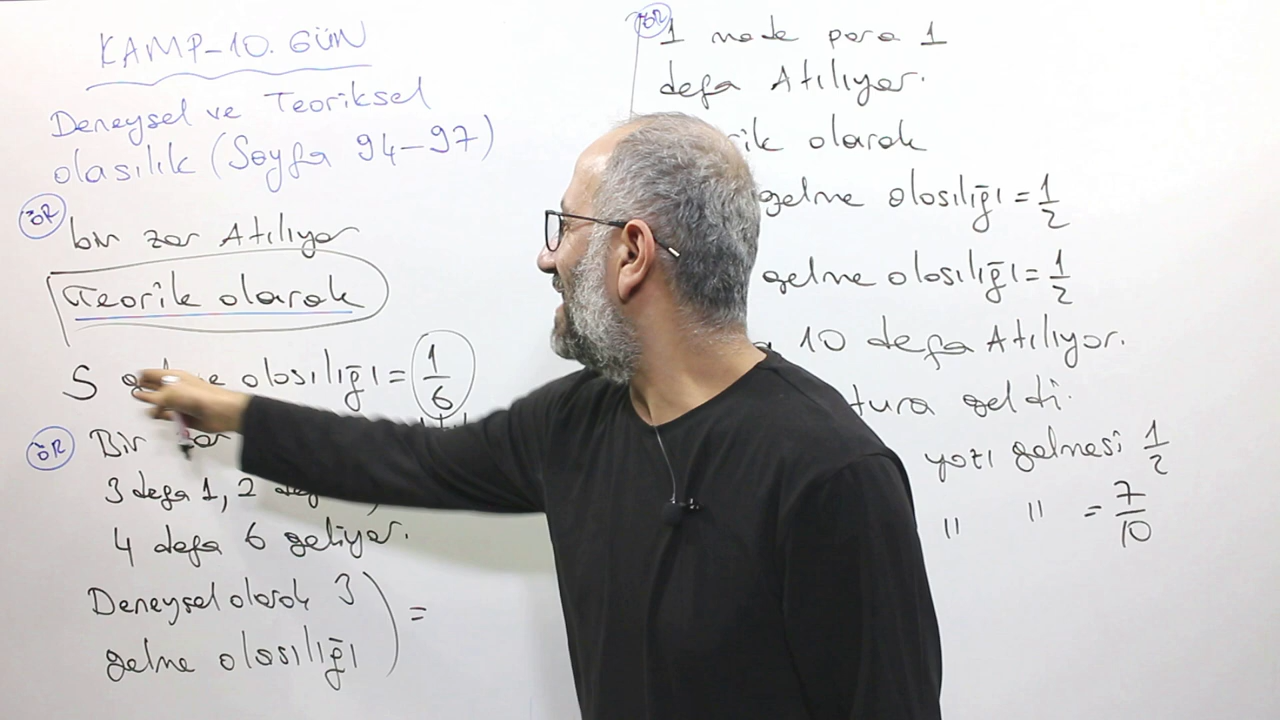 KAMP-10. GÜN
Deneysel ve Teoriksel
olasılık (Sayfa 94-97)
ÖR
bir zar Atılıyor
Teorik olarak
5 olasılığı = 1/6
ÖR
Bir zar
3 defa 1, 2
4 defa 6 geliyor.
Deneysel olarak 3
gelme olasılığı ) =
ÖR
1 made para 1
defa Atılıyor.
olarak
gelme olasılığı = 1/2
gelme olasılığı = 1/2
10 defa Atılıyor.
tura geldi.
yazı gelmesi 1/2
" " = 7/10